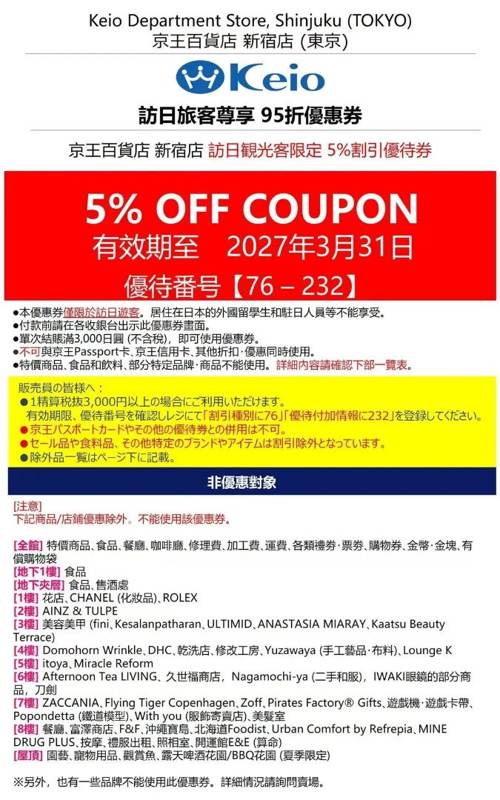 Keio Department Store, Shinjuku (TOKYO)
京王百貨店 新宿店 (東京)
Keio
訪日旅客尊享 95折優惠券
京王百貨店 新宿店 訪日観光客限定 5%割引優待券
5% OFF COUPON
有效期至 2027年3月31日
優待番号【76 – 232】
●本優惠券僅限於訪日遊客。居住在日本的外國留學生和駐日人員等不能享受。
●付款前請在各收銀台出示此優惠券畫面。
●單次結賬滿3,000日圓 (不含稅)，即可使用優惠券。
●不可與京王Passport卡、京王信用卡、其他折扣·優惠同時使用。
●特價商品、食品和飲料、部分特定品牌·商品不能使用。詳細內容請確認下部一覽表。
販売員の皆様へ：
●1精算税抜3,000円以上の場合にご利用いただけます。
有効期限、優待番号を確認しレジにて「割引種別に76」「優待付加情報に232」を登録してください。
●京王パスポートカードやその他の優待券との併用は不可。
●セール品や食料品、その他特定のブランドやアイテムは割引除外となっています。
●除外品一覧はページ下に記載。
非優惠對象
[注意]
下記商品/店鋪優惠除外。不能使用該優惠券。
[全館] 特價商品、食品、餐廳、咖啡廳、修理費、加工費、運費、各類禮券·票券、購物券、金幣·金塊、有
償購物袋
[地下1樓] 食品
[地下夾層] 食品、售酒處
[1樓] 花店、CHANEL (化妝品)、ROLEX
[2樓] AINZ & TULPE
[3樓] 美容美甲 (fini、Kesalanpatharan、ULTIMID、ANASTASIA MIARAY、Kaatsu Beauty
Terrace)
[4樓] Domohorn Wrinkle、DHC、乾洗店、修改工房、Yuzawaya (手工藝品·布料)、Lounge K
[5樓] itoya、Miracle Reform
[6樓] Afternoon Tea LIVING、久世福商店，Nagamochi-ya (二手和服)，IWAKI眼鏡的部分商
品，刀劍
[7樓] ZACCANIA、Flying Tiger Copenhagen、Zoff、Pirates Factory® Gifts、遊戲機·遊戲卡帶、
Popondetta (鐵道模型)、With you (服飾寄賣店)、美髮室
[8樓] 餐廳、富澤商店、F&F、沖繩寶島、北海道Foodist、Urban Comfort by Refrepia、MINE
DRUG PLUS、按摩、禮服出租、照相室、開運館E&E (算命)
[屋頂] 園藝、寵物用品、觀賞魚、露天啤酒花園/BBQ花園 (夏季限定)
※另外，也有一些品牌不能使用此優惠券。詳細情況請詢問賣場。